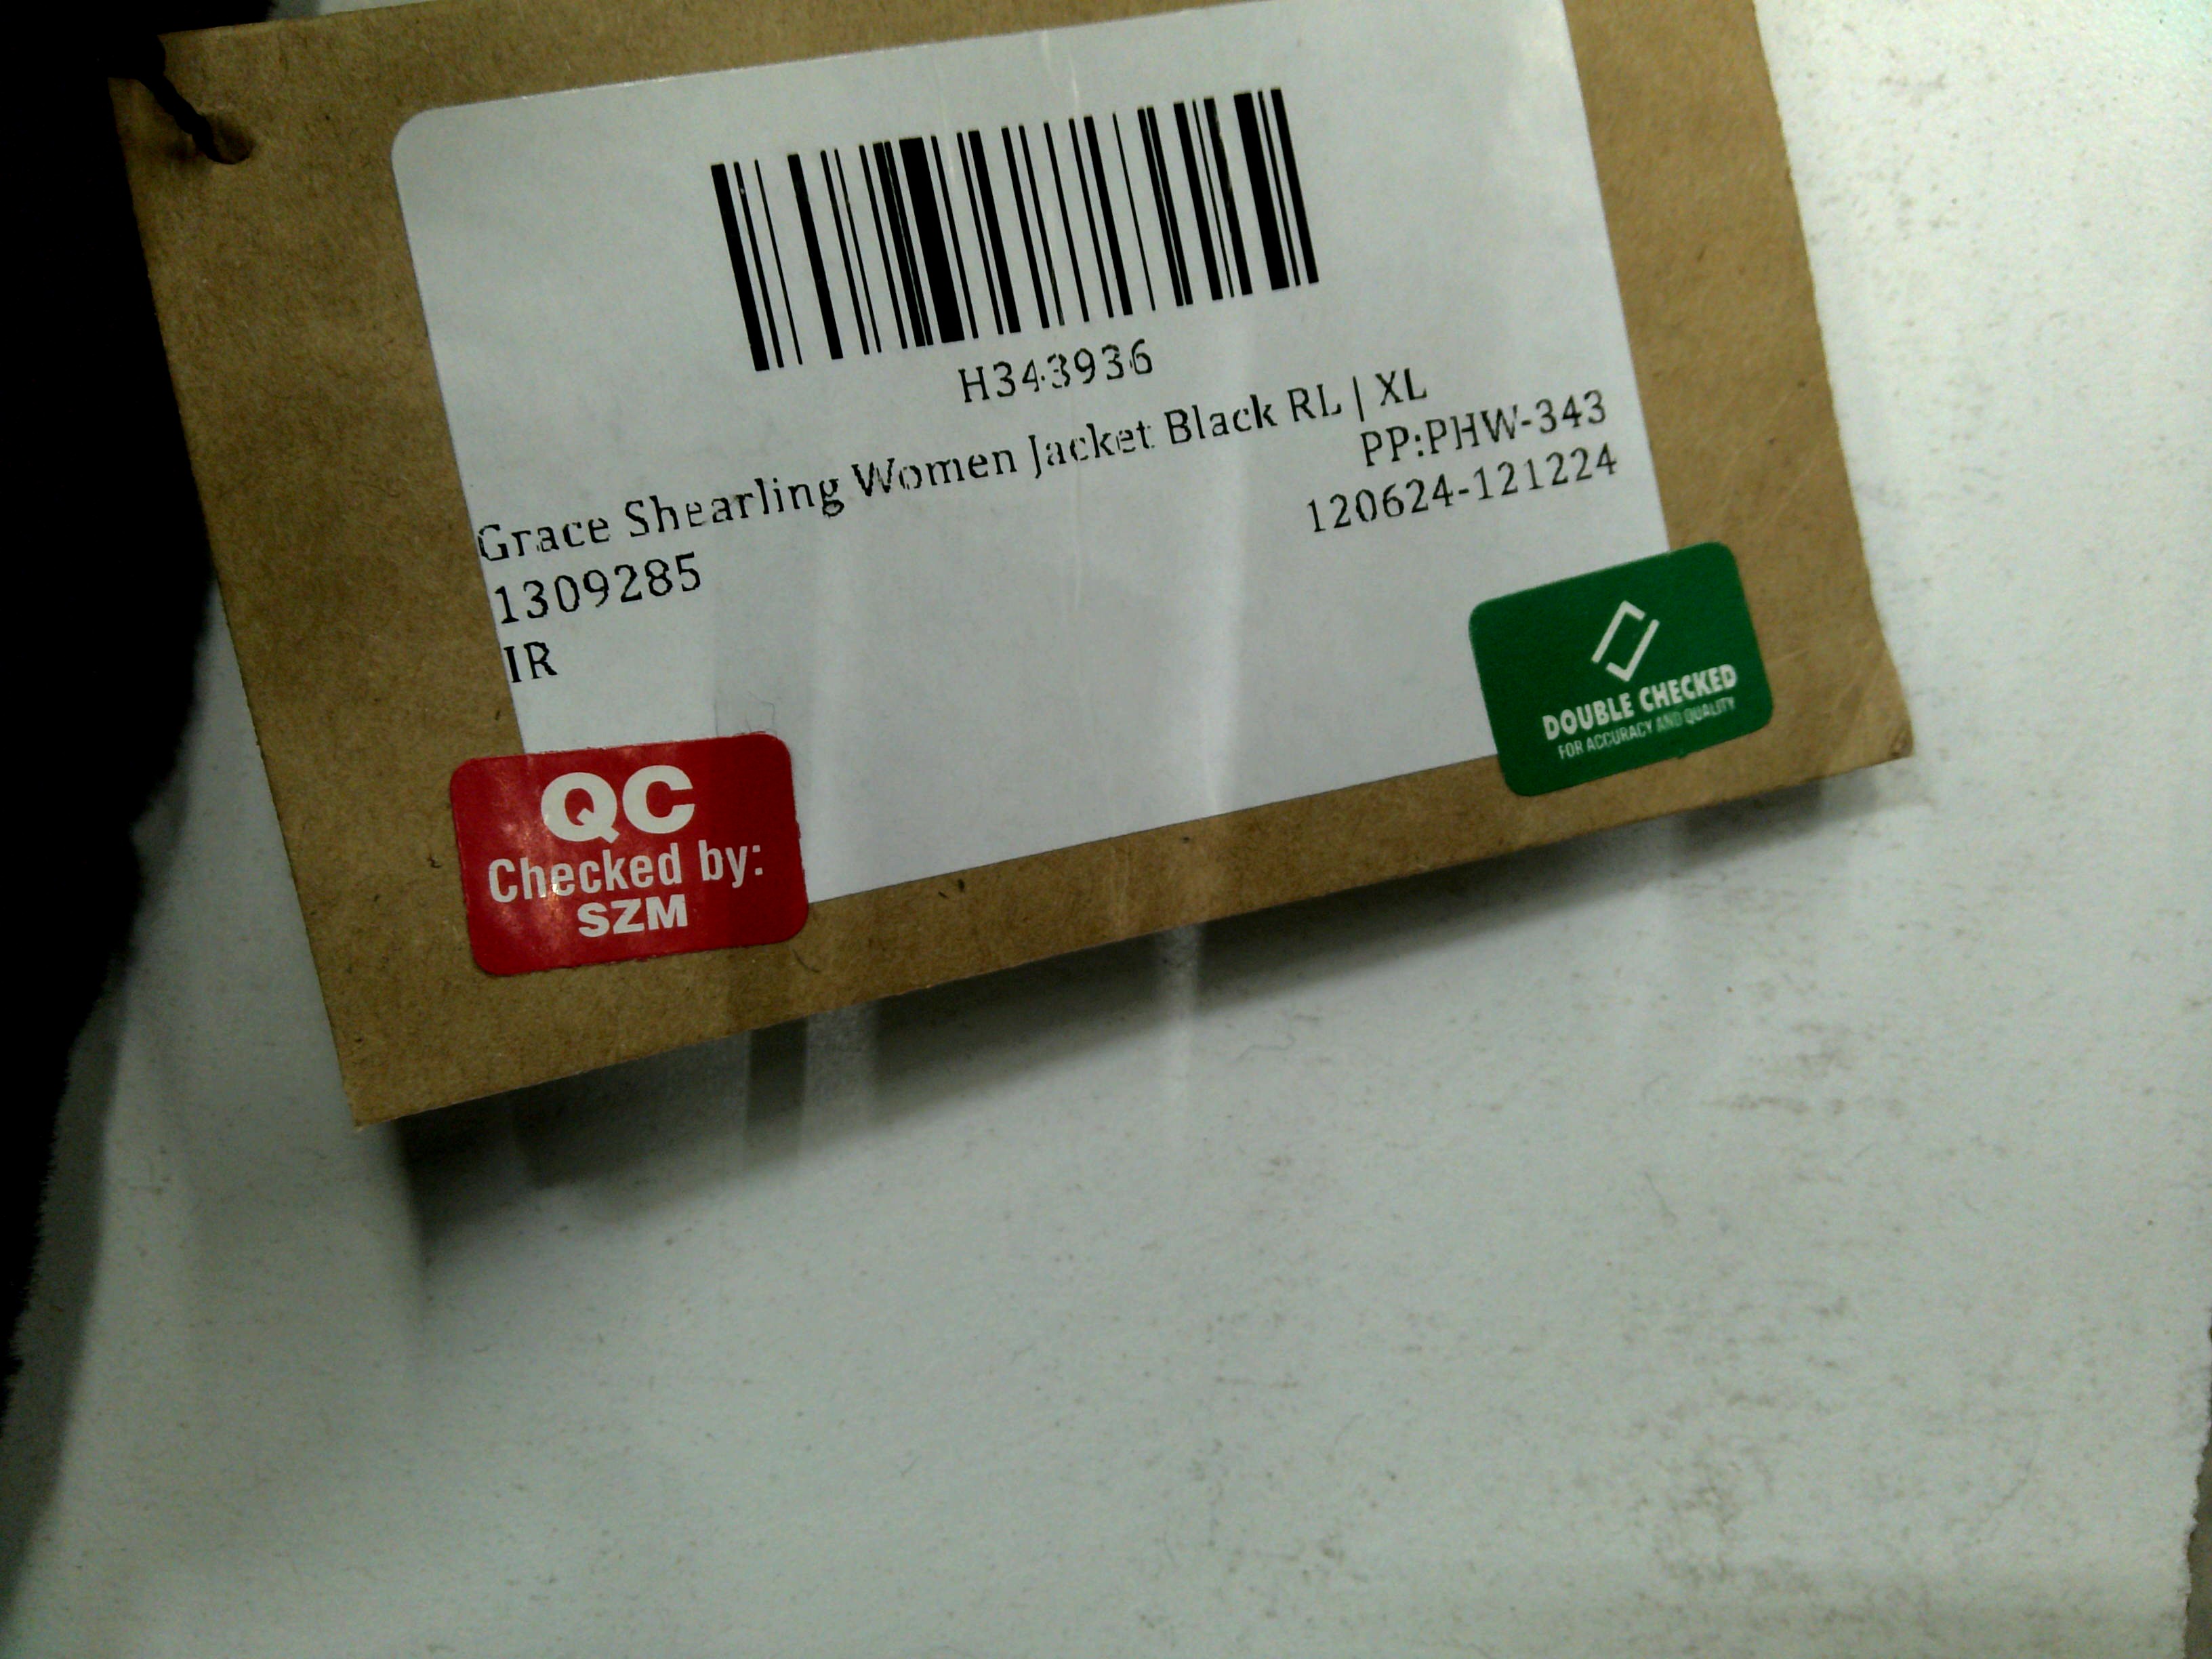 H343936
Grace Shearling Women Jacket Black RL | XL
PP:PHW-343
1309285
120624-121224
IR
DOUBLE CHECKED
FOR ACCURACY AND QUALITY
QC
Checked by:
SZM